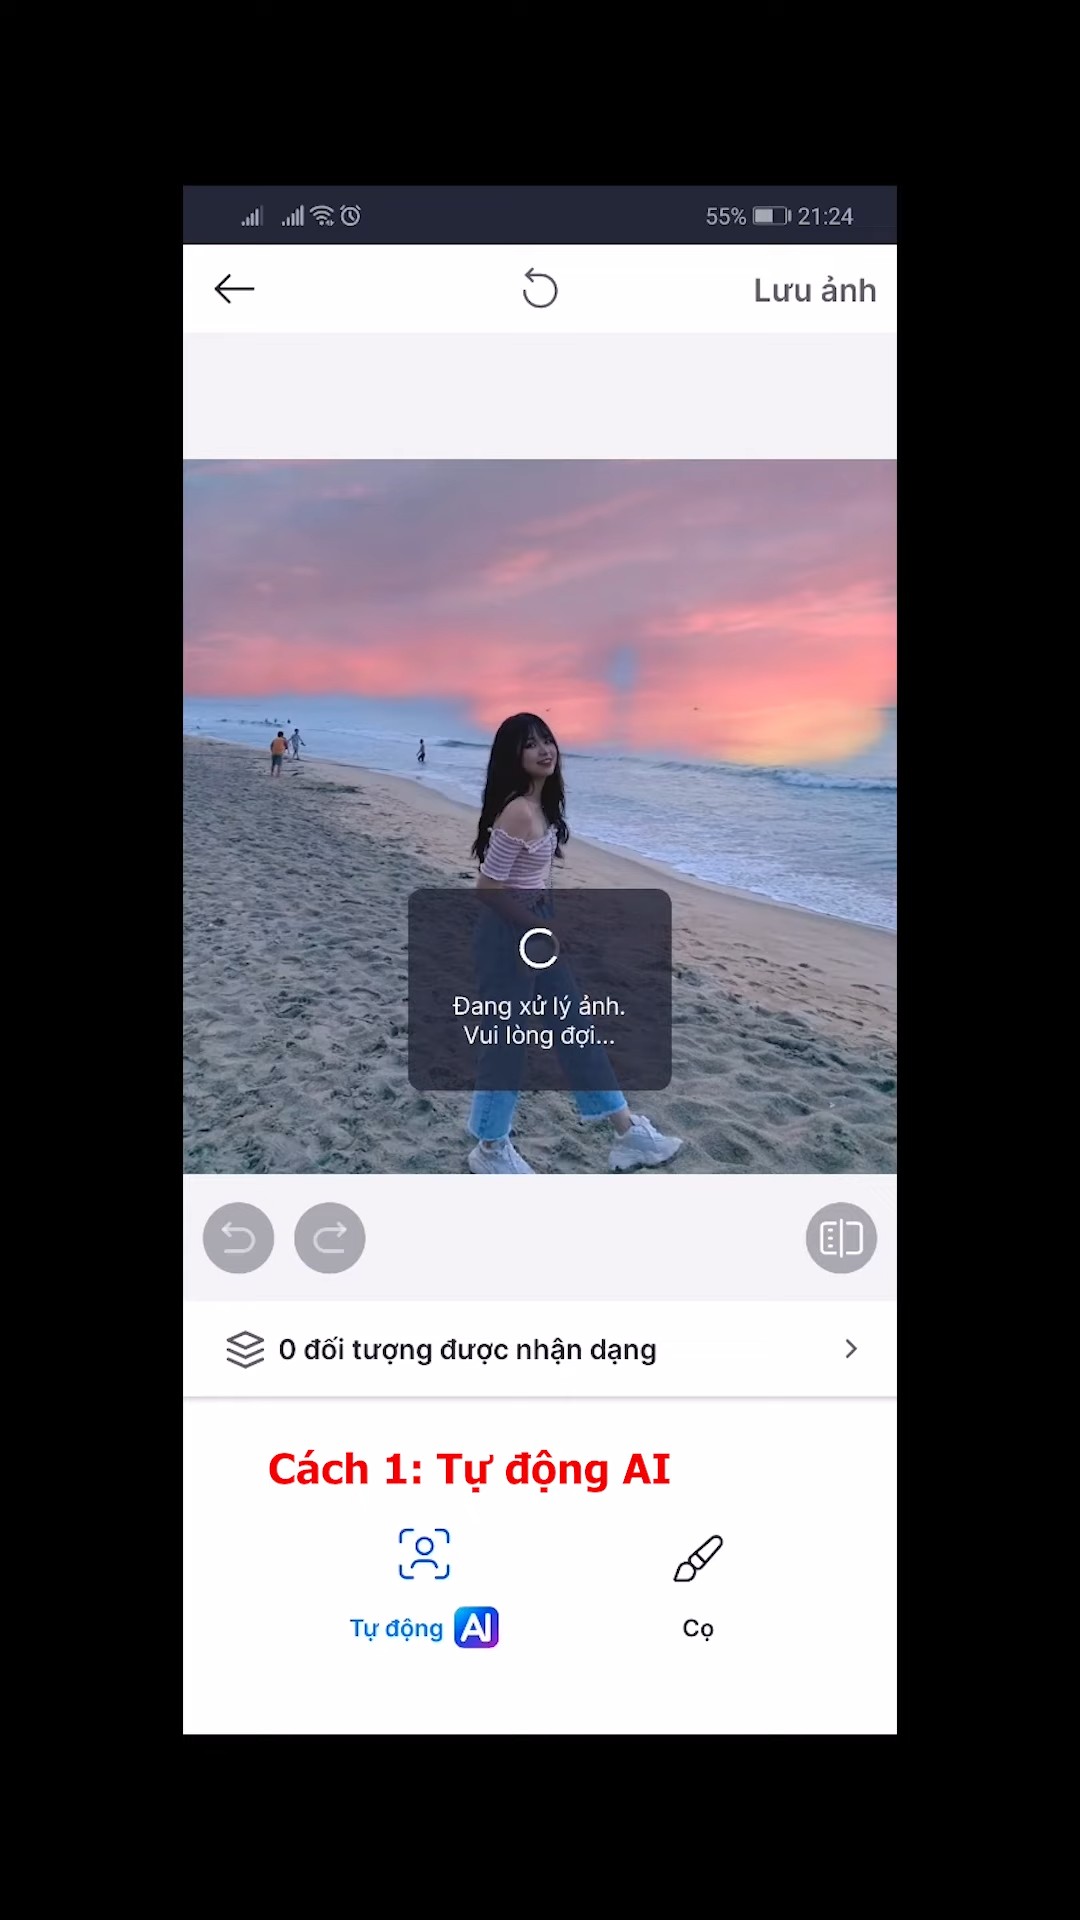 55% 21:24
Lưu ảnh
Đang xử lý ảnh.
Vui lòng đợi...
0 đối tượng được nhận dạng
Cách 1: Tự động AI
Tự động AI
Cọ